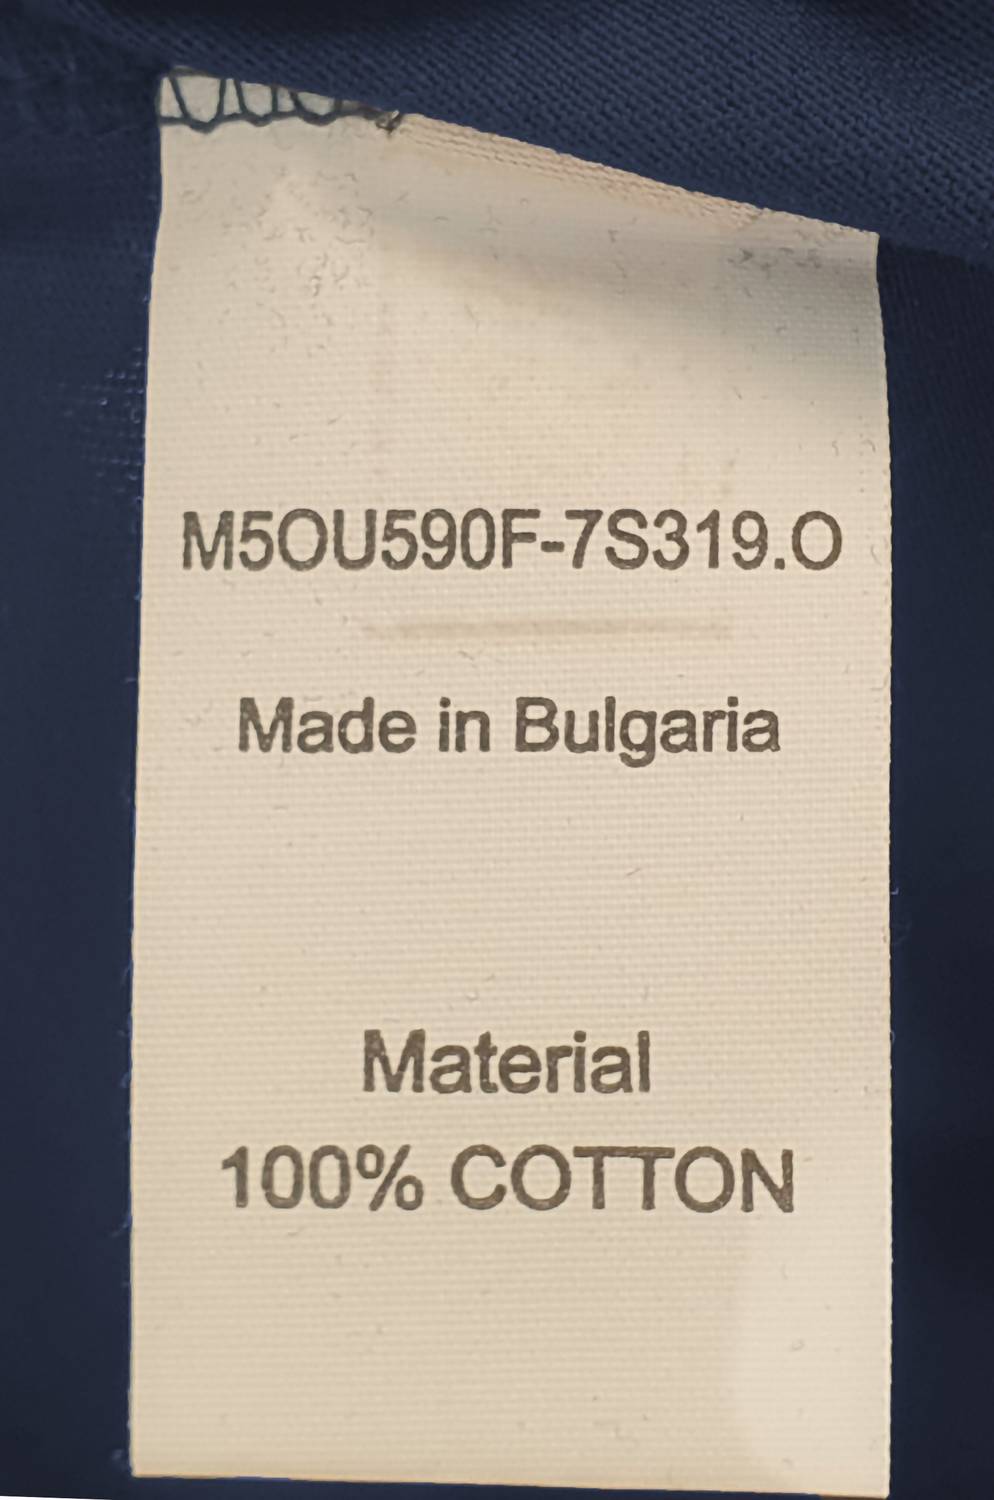 M5OU590F-7S319.O
Made in Bulgaria
Material
100% COTTON